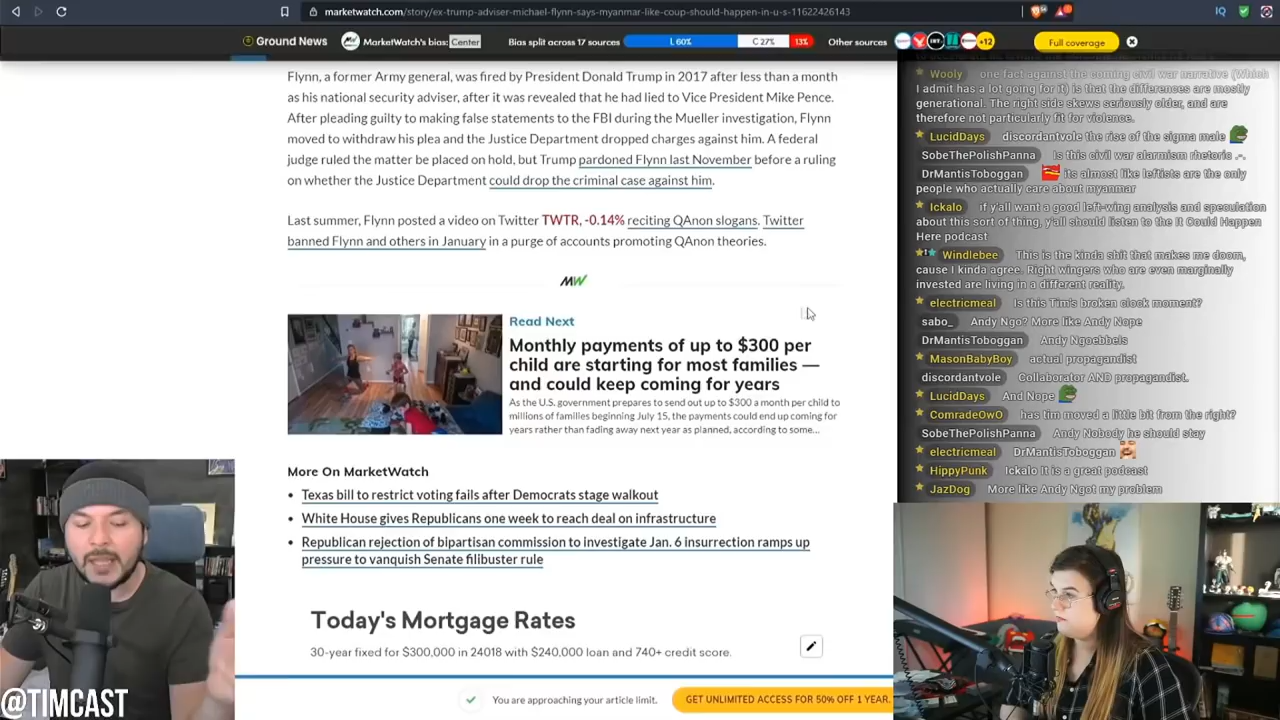 marketwatch.com/story/ex-trump-adviser-michael-flynn-says-myanmar-like-coup-should-happen-in-u-s-11622426143
IQ
Ground News
MarketWatch's bias: Center
Bias split across 17 sources
L 60%
C 27%
13%
Other sources
+12
Full coverage
Flynn, a former Army general, was fired by President Donald Trump in 2017 after less than a month
as his national security adviser, after it was revealed that he had lied to Vice President Mike Pence.
After pleading guilty to making false statements to the FBI during the Mueller investigation, Flynn
moved to withdraw his plea and the Justice Department dropped charges against him. A federal
judge ruled the matter be placed on hold, but Trump pardoned Flynn last November before a ruling
on whether the Justice Department could drop the criminal case against him.
Last summer, Flynn posted a video on Twitter TWTR, -0.14% reciting QAnon slogans. Twitter
banned Flynn and others in January in a purge of accounts promoting QAnon theories.
MW
Read Next
Monthly payments of up to $300 per
child are starting for most families —
and could keep coming for years
As the U.S. government prepares to send out up to $300 a month per child to
millions of families beginning July 15, the payments could end up coming for
years rather than fading away next year as planned, according to some...
More On MarketWatch
• Texas bill to restrict voting fails after Democrats stage walkout
• White House gives Republicans one week to reach deal on infrastructure
• Republican rejection of bipartisan commission to investigate Jan. 6 insurrection ramps up
pressure to vanquish Senate filibuster rule
Today's Mortgage Rates
30-year fixed for $300,000 in 24018 with $240,000 loan and 740+ credit score.
You are approaching your article limit.
GET UNLIMITED ACCESS FOR 50% OFF 1 YEAR.
@TIMCAST
Wooly one fact against the coming civil war narrative (Which
I admit has a lot going for it) is that the differences are mostly
generational. The right side skews seriously older, and are
therefore not particularly fit for violence.
LucidDays discordantvole the rise of the sigma male
SobeThePolishPanna Is this civil war alarmism rhetoric .-.
DrMantisToboggan its almost like leftists are the only
people who actually care about myanmar
Ickalo if y'all want a good left-wing analysis and speculation
about this sort of thing, y'all should listen to the It Could Happen
Here podcast
Windlebee This is the kinda shit that makes me doom,
cause I kinda agree. Right wingers who are even marginally
invested are living in a different reality.
electricmeal Is this Tim's broken clock moment?
sabo_ Andy Ngo? More like Andy Nope
DrMantisToboggan Andy Ngoebbels
MasonBabyBoy actual propagandist
discordantvole Collaborator AND propagandist.
LucidDays And Nope
ComradeOwO has tim moved a little bit from the right?
SobeThePolishPanna Andy Nobody he should stay
electricmeal DrMantisToboggan
HippyPunk Ickalo It is a great podcast
JazDog More like Andy Ngot my problem